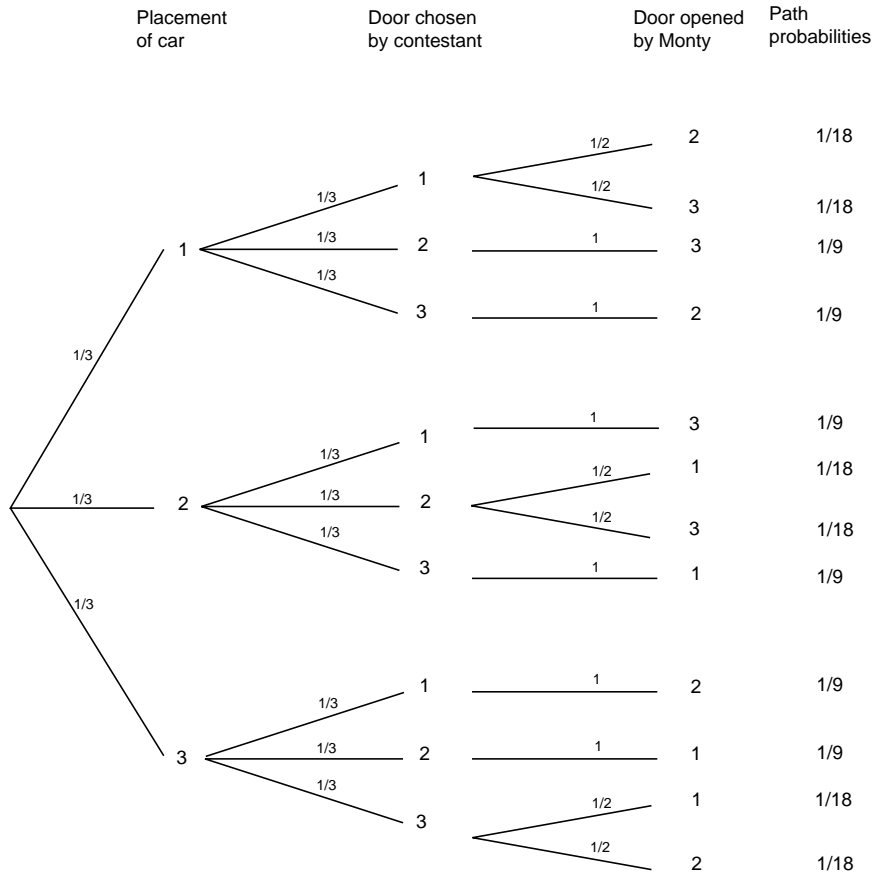 Placement of car
Door chosen by contestant
Door opened by Monty
Path probabilities
1/2 2 1/18
1/3 1
1/2 3 1/18
1 1/3 2 1 3 1/9
1/3
3 1 2 1/9
1/3
1 1 3 1/9
1/3
1/2 1 1/18
1/3 2 1/3 2
1/2 3 1/18
1/3
3 1 1 1/9
1/3
1 1 2 1/9
1/3
3 1/3 2 1 1 1/9
1/3
3 1/2 1 1/18
1/2 2 1/18